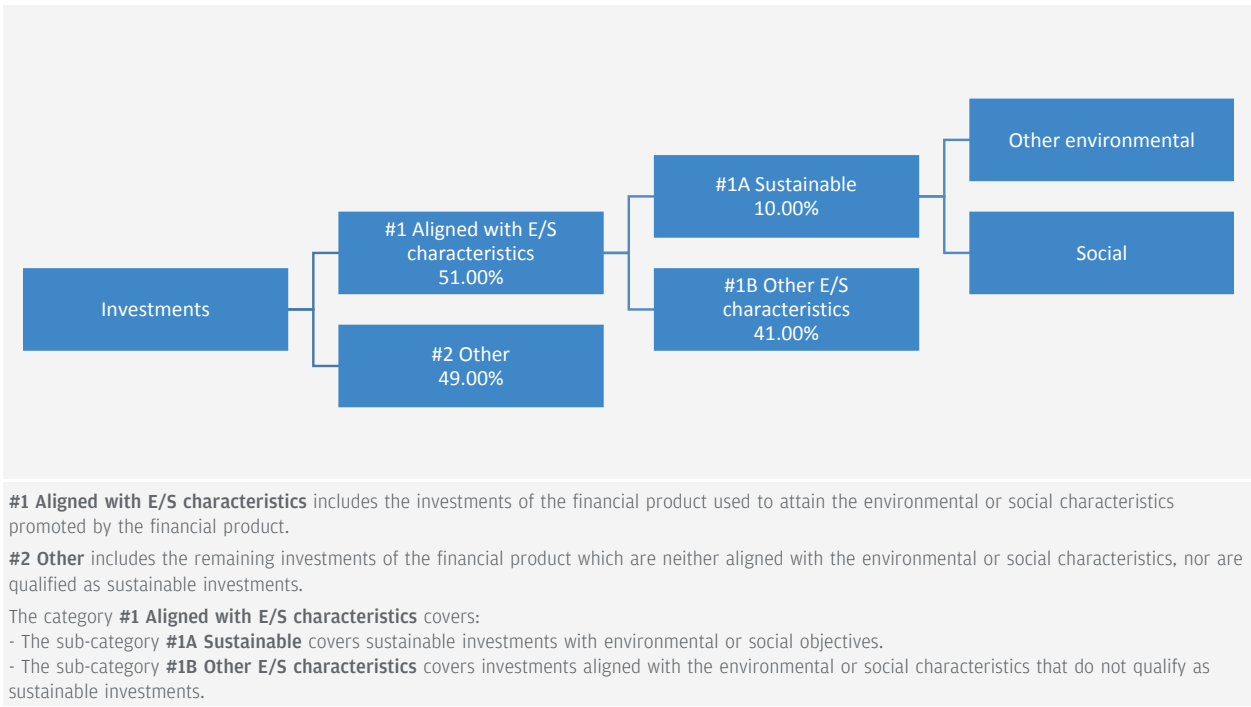 Investments
#1 Aligned with E/S
characteristics
51.00%
#2 Other
49.00%
#1A Sustainable
10.00%
#1B Other E/S
characteristics
41.00%
Other environmental
Social
#1 Aligned with E/S characteristics includes the investments of the financial product used to attain the environmental or social characteristics
promoted by the financial product.
#2 Other includes the remaining investments of the financial product which are neither aligned with the environmental or social characteristics, nor are
qualified as sustainable investments.
The category #1 Aligned with E/S characteristics covers:
- The sub-category #1A Sustainable covers sustainable investments with environmental or social objectives.
- The sub-category #1B Other E/S characteristics covers investments aligned with the environmental or social characteristics that do not qualify as
sustainable investments.